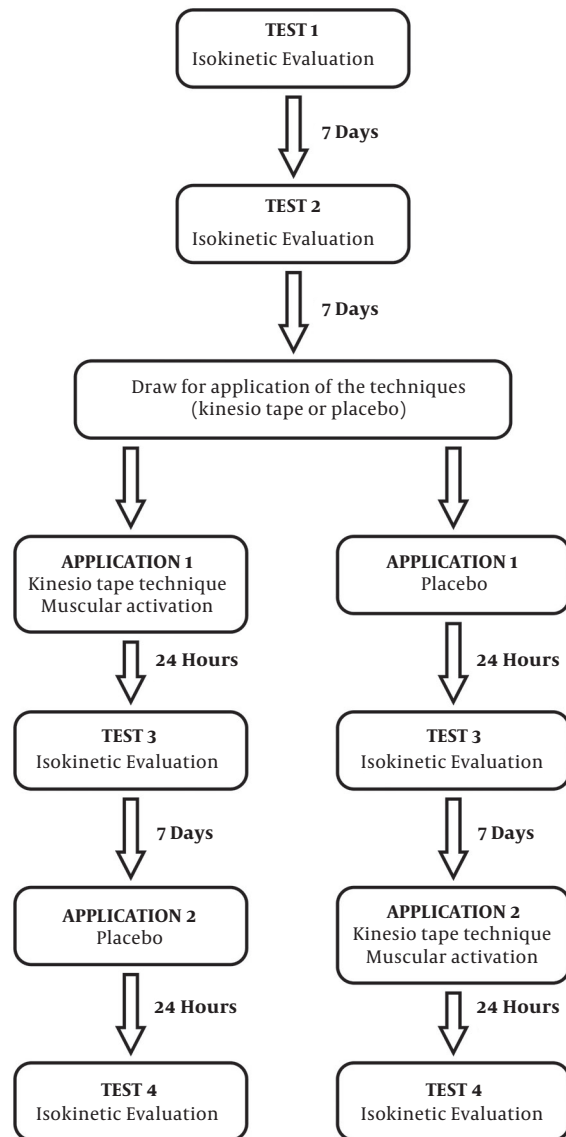 TEST 1
Isokinetic Evaluation
7 Days
TEST 2
Isokinetic Evaluation
7 Days
Draw for application of the techniques
(kinesio tape or placebo)
APPLICATION 1
Kinesio tape technique
Muscular activation
24 Hours
TEST 3
Isokinetic Evaluation
7 Days
APPLICATION 2
Placebo
24 Hours
TEST 4
Isokinetic Evaluation
APPLICATION 1
Placebo
24 Hours
TEST 3
Isokinetic Evaluation
7 Days
APPLICATION 2
Kinesio tape technique
Muscular activation
24 Hours
TEST 4
Isokinetic Evaluation